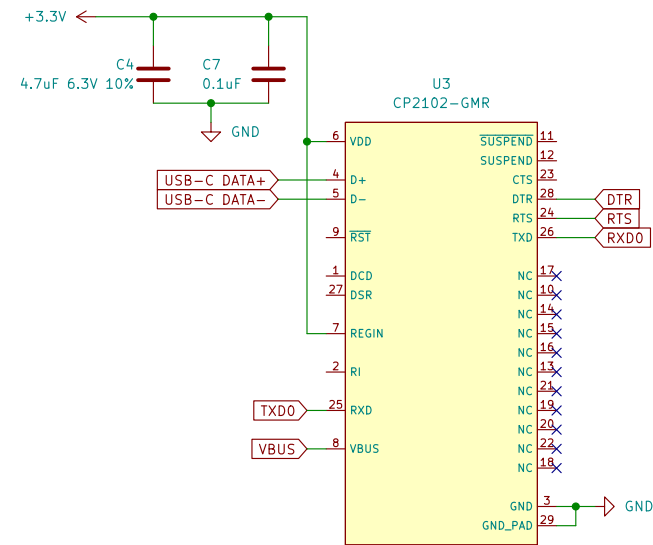 +3.3V
C4
4.7uF 6.3V 10%
C7
0.1uF
GND
U3
CP2102-GMR
6 VDD
USB-C DATA+ 4 D+
USB-C DATA- 5 D-
9 RST
1 DCD
27 DSR
7 REGIN
2 RI
TXD0 25 RXD
VBUS 8 VBUS
SUSPEND 11
SUSPEND 12
CTS 23
DTR 28 DTR
RTS 24 RTS
TXD 26 RXD0
NC 17
NC 10
NC 14
NC 15
NC 16
NC 13
NC 21
NC 19
NC 20
NC 22
NC 18
GND 3 GND
GND_PAD 29